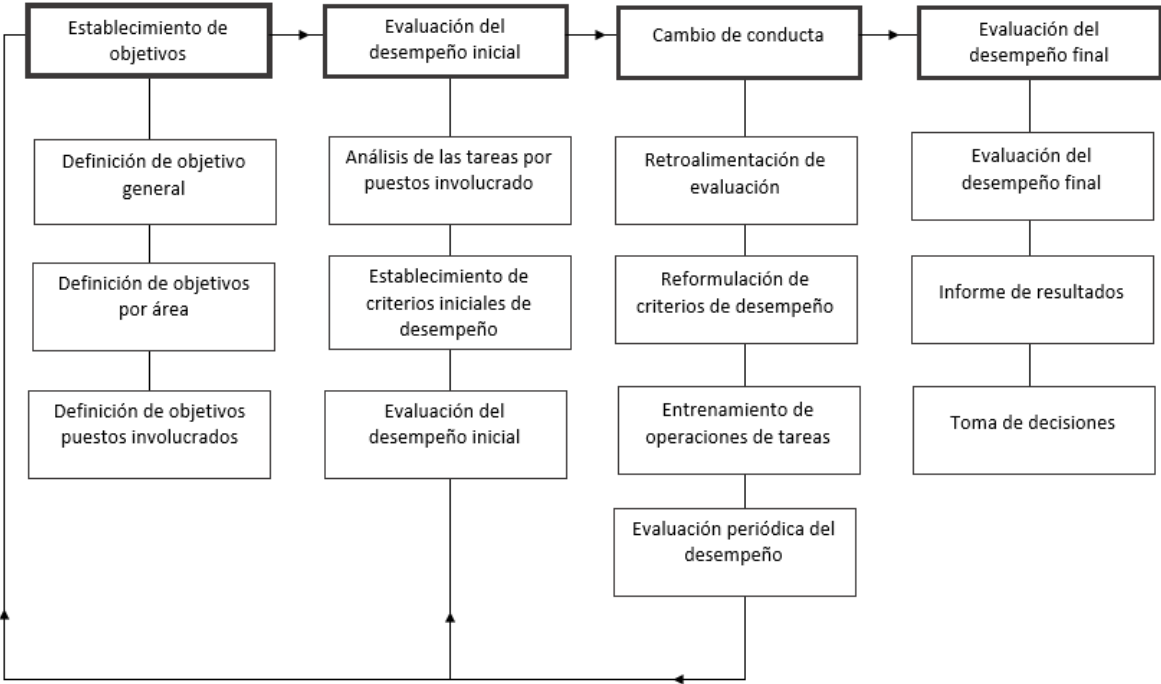 Establecimiento de
objetivos
Evaluación del
desempeño inicial
Cambio de conducta
Evaluación del
desempeño final
Definición de objetivo
general
Definición de objetivos
por área
Definición de objetivos
puestos involucrados
Análisis de las tareas por
puestos involucrado
Establecimiento de
criterios iniciales de
desempeño
Evaluación del
desempeño inicial
Retroalimentación de
evaluación
Reformulación de
criterios de desempeño
Entrenamiento de
operaciones de tareas
Evaluación periódica del
desempeño
Evaluación del
desempeño final
Informe de resultados
Toma de decisiones